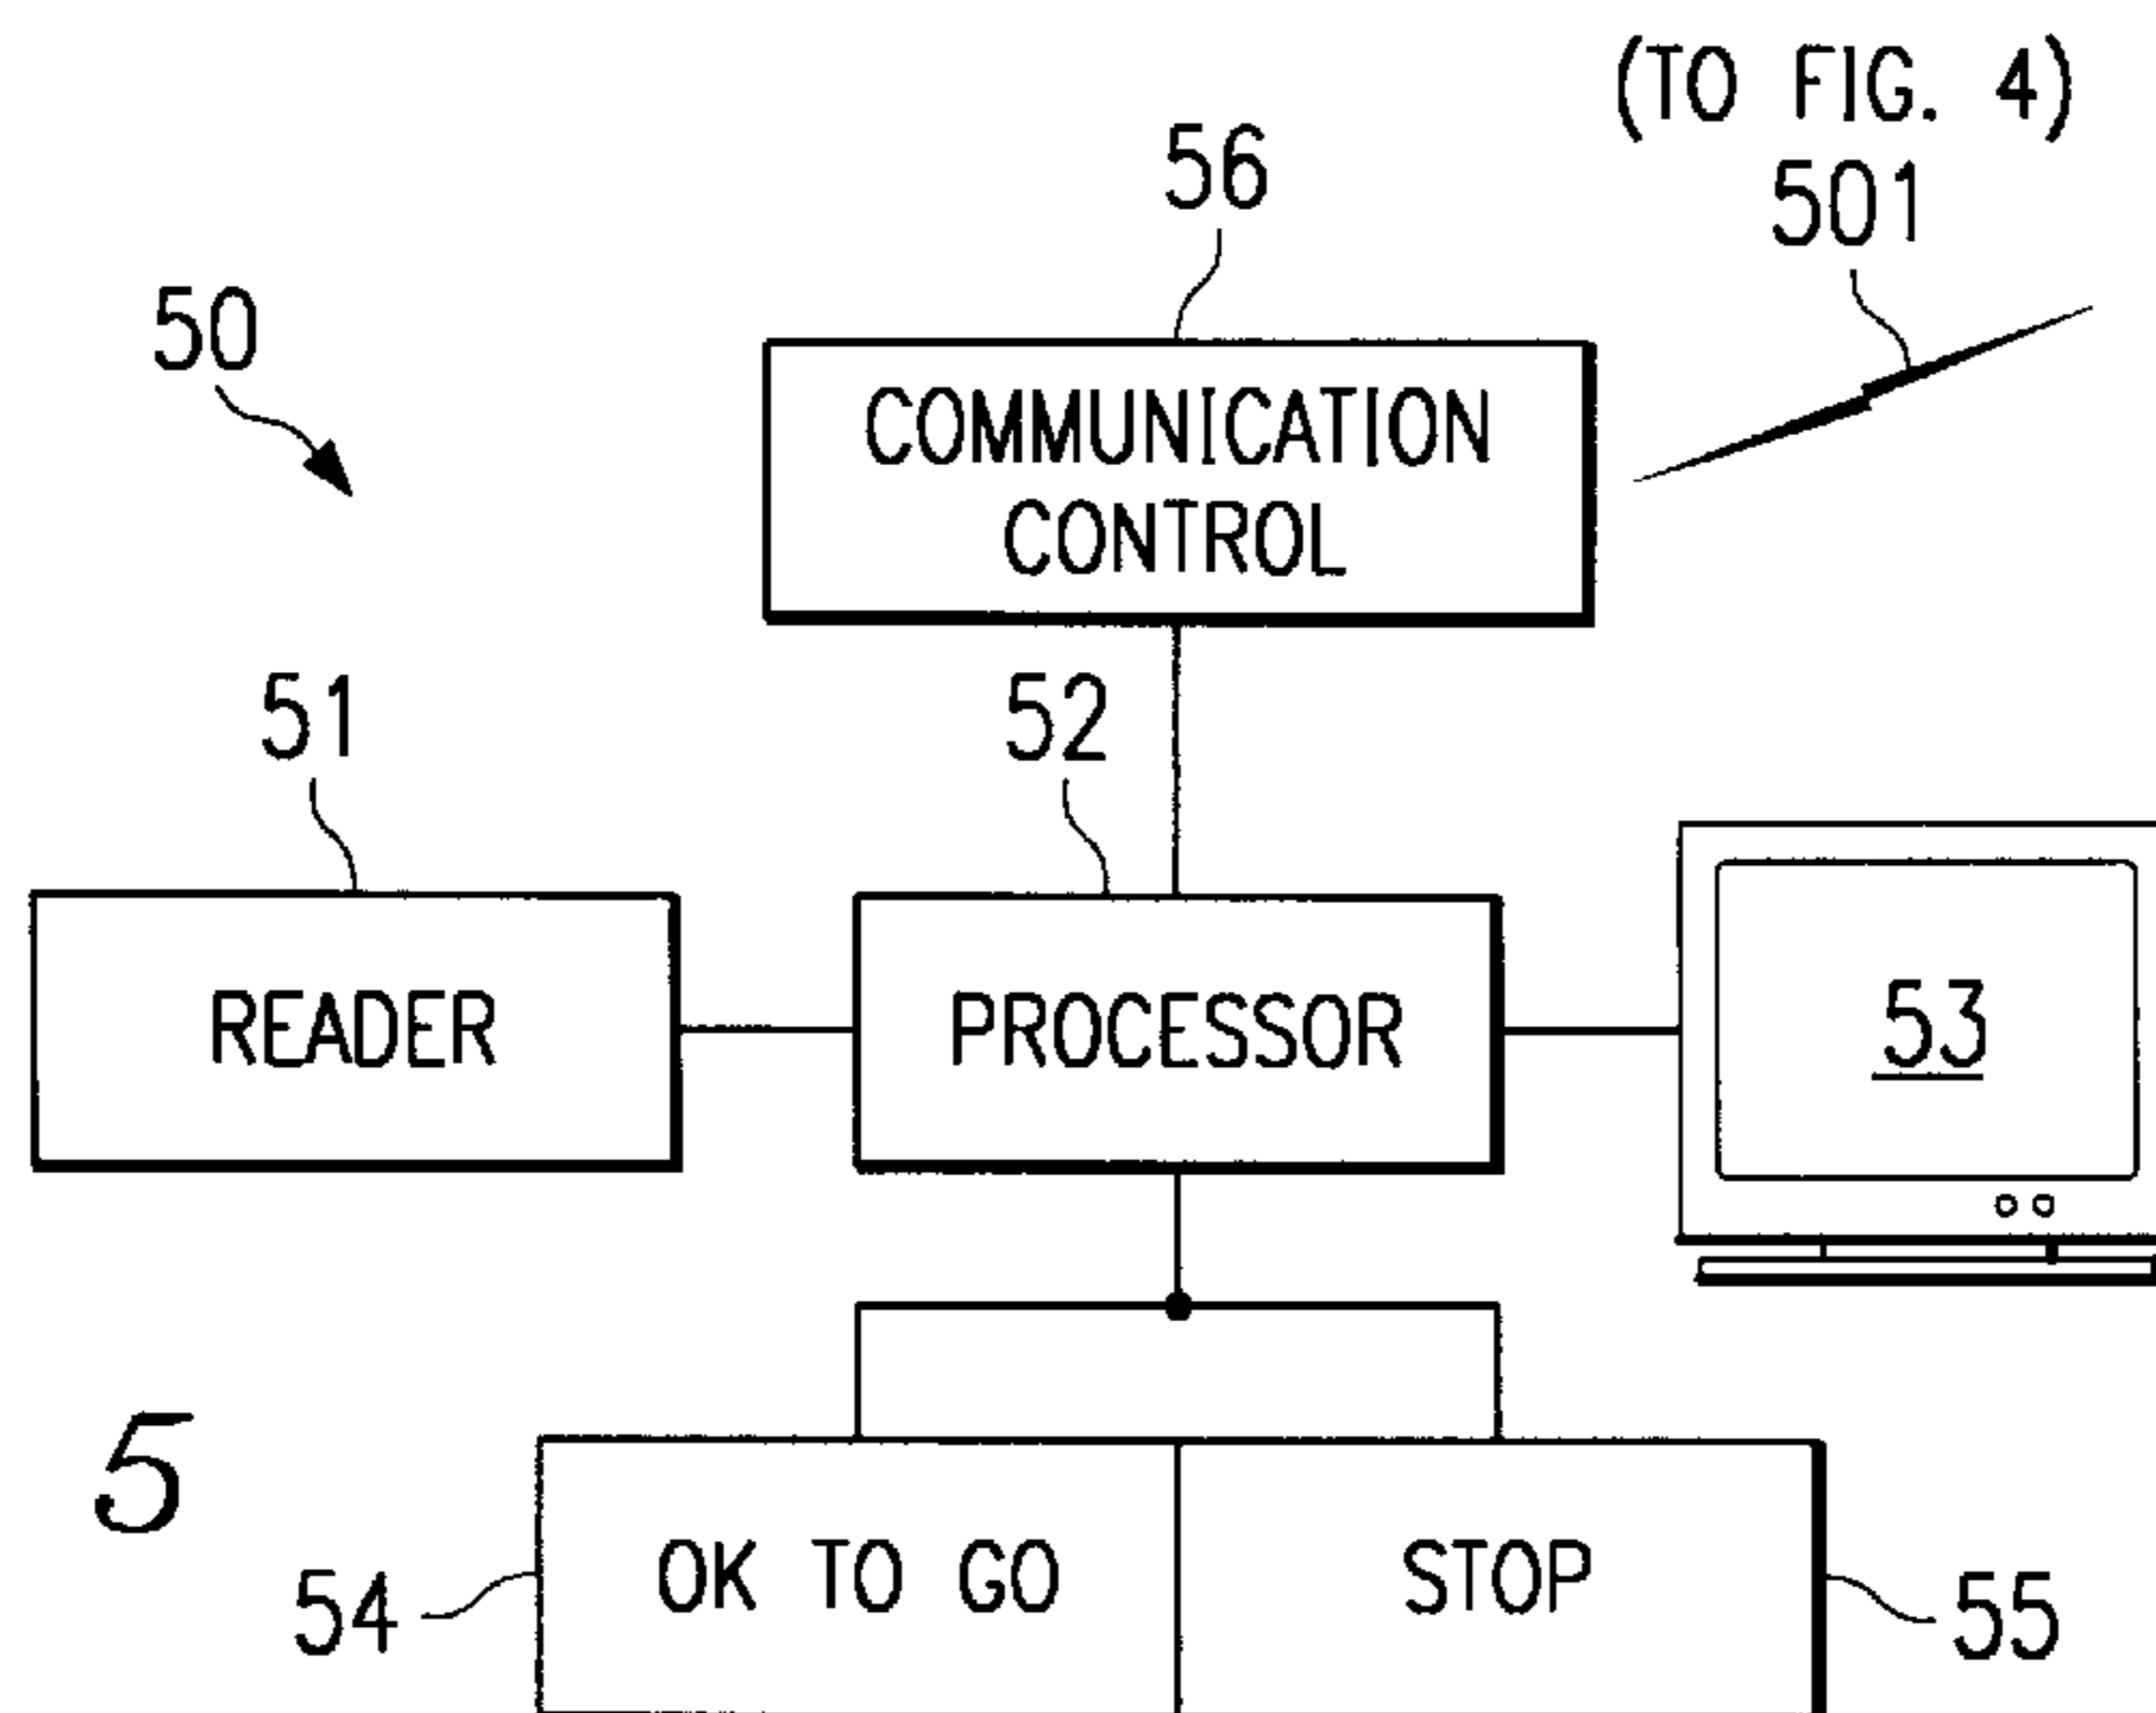 (TO FIG. 4)
56
501
50
COMMUNICATION
CONTROL
51
52
READER
PROCESSOR
53
5
OK TO GO
STOP
54
55